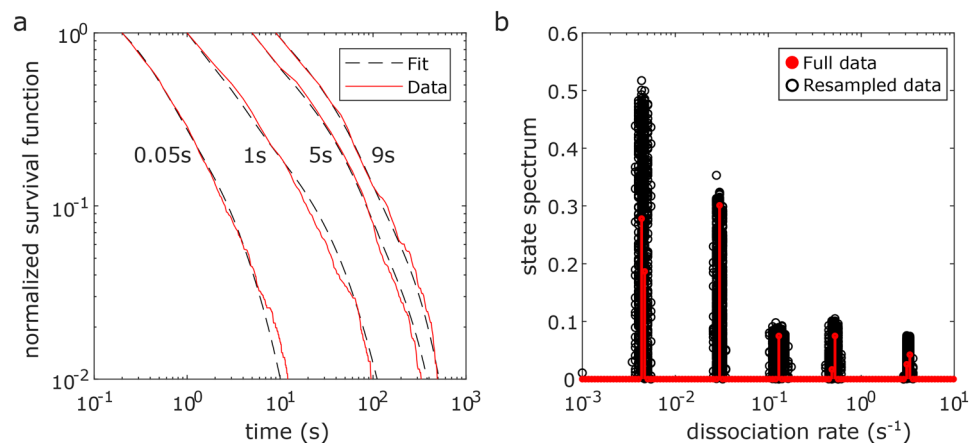 a
normalized survival function
10^0
10^-1
10^-2
Fit
Data
0.05s
1s
5s
9s
10^-1
10^0
10^1
10^2
10^3
time (s)
b
state spectrum
0.6
0.5
0.4
0.3
0.2
0.1
0
Full data
Resampled data
10^-3
10^-2
10^-1
10^0
10^1
dissociation rate (s^-1)